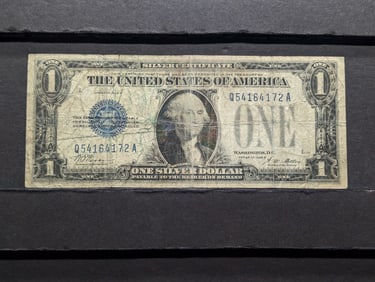 SILVER CERTIFICATE
THE UNITED STATES OF AMERICA
1 1
Q54164172A
ONE
Q54164172A
WASHINGTON, D.C.
ONE SILVER DOLLAR
1 1
PAYABLE TO THE BEARER ON DEMAND